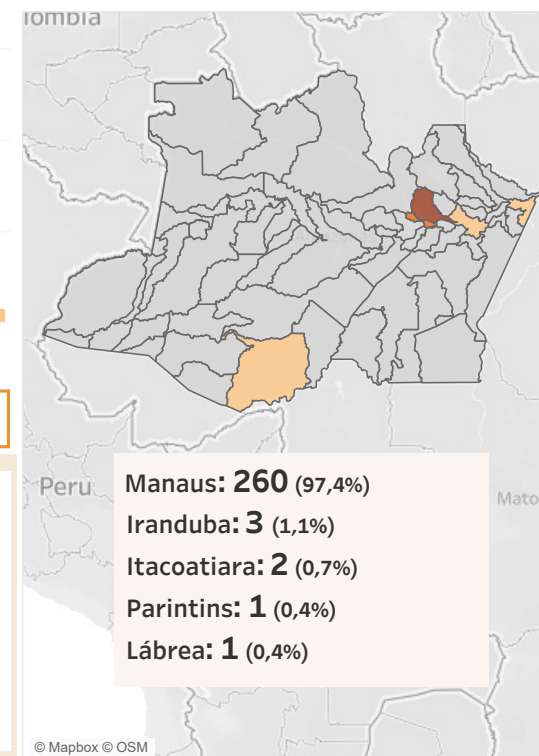 lombia
Peru
Mato
Manaus: 260 (97,4%)
Iranduba: 3 (1,1%)
Itacoatiara: 2 (0,7%)
Parintins: 1 (0,4%)
Lábrea: 1 (0,4%)
© Mapbox © OSM